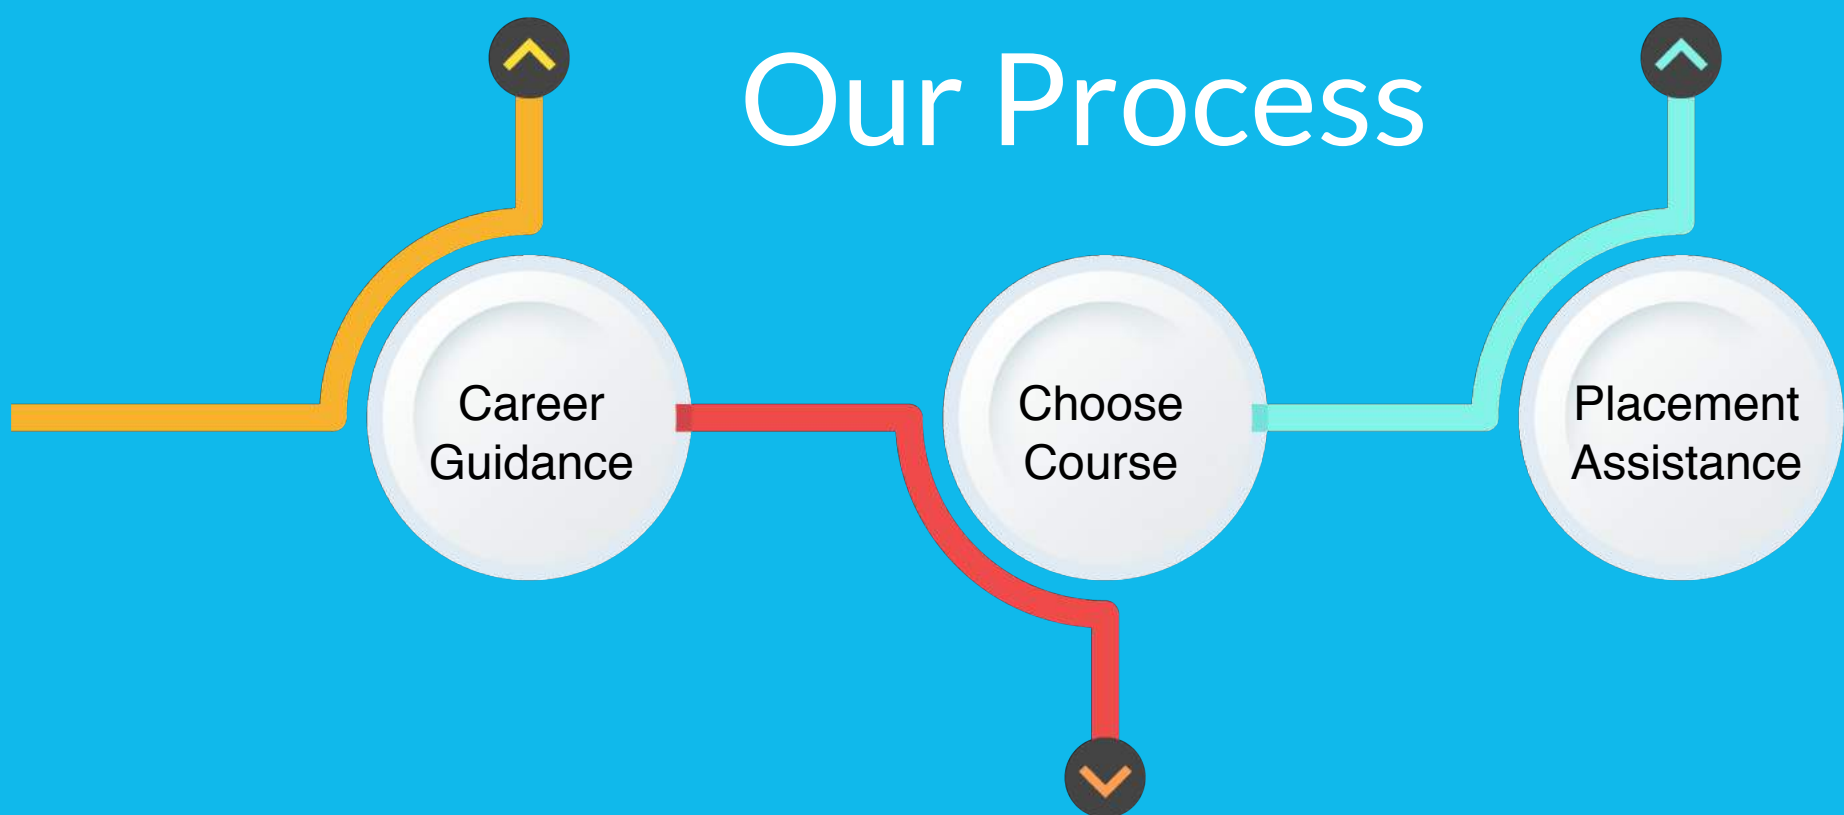 Our Process
Career
Guidance
Choose
Course
Placement
Assistance